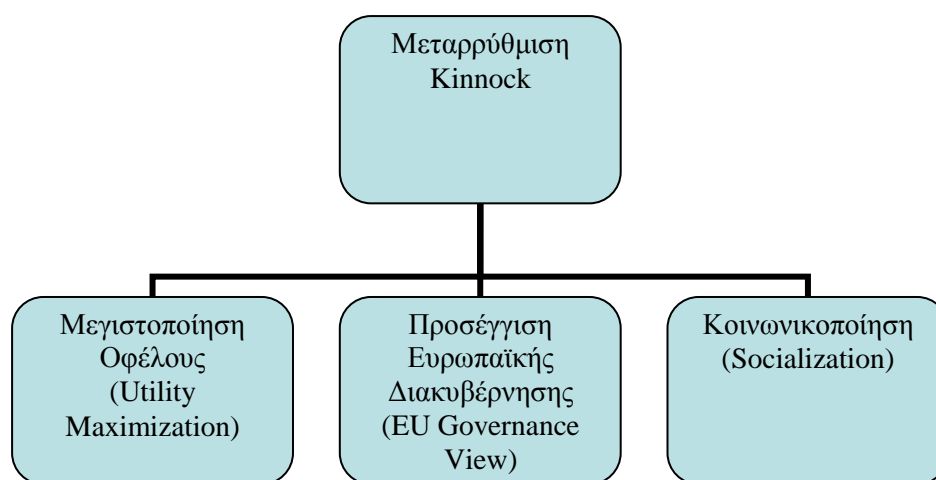 Μεταρρύθμιση
Kinnock
Μεγιστοποίηση
Οφέλους
(Utility
Maximization)
Προσέγγιση
Ευρωπαϊκής
Διακυβέρνησης
(EU Governance
View)
Κοινωνικοποίηση
(Socialization)